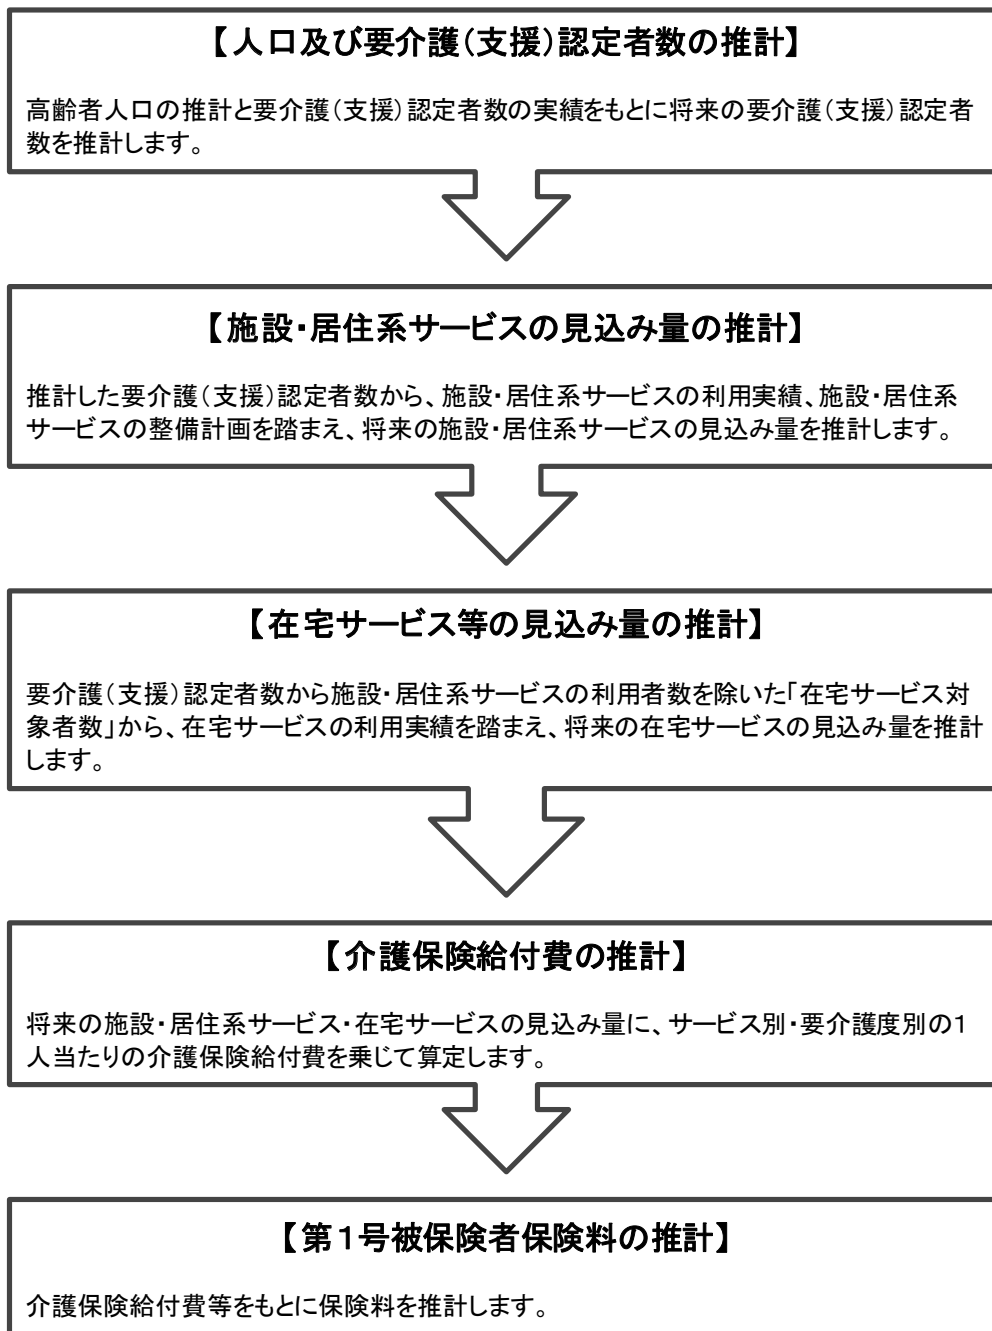 【人口及び要介護(支援)認定者数の推計】
高齢者人口の推計と要介護(支援)認定者数の実績をもとに将来の要介護(支援)認定者
数を推計します。
【施設・居住系サービスの見込み量の推計】
推計した要介護(支援)認定者数から、施設・居住系サービスの利用実績、施設・居住系
サービスの整備計画を踏まえ、将来の施設・居住系サービスの見込み量を推計します。
【在宅サービス等の見込み量の推計】
要介護(支援)認定者数から施設・居住系サービスの利用者数を除いた「在宅サービス対
象者数」から、在宅サービスの利用実績を踏まえ、将来の在宅サービスの見込み量を推計
します。
【介護保険給付費の推計】
将来の施設・居住系サービス・在宅サービスの見込み量に、サービス別・要介護度別の1
人当たりの介護保険給付費を乗じて算定します。
【第1号被保険者保険料の推計】
介護保険給付費等をもとに保険料を推計します。